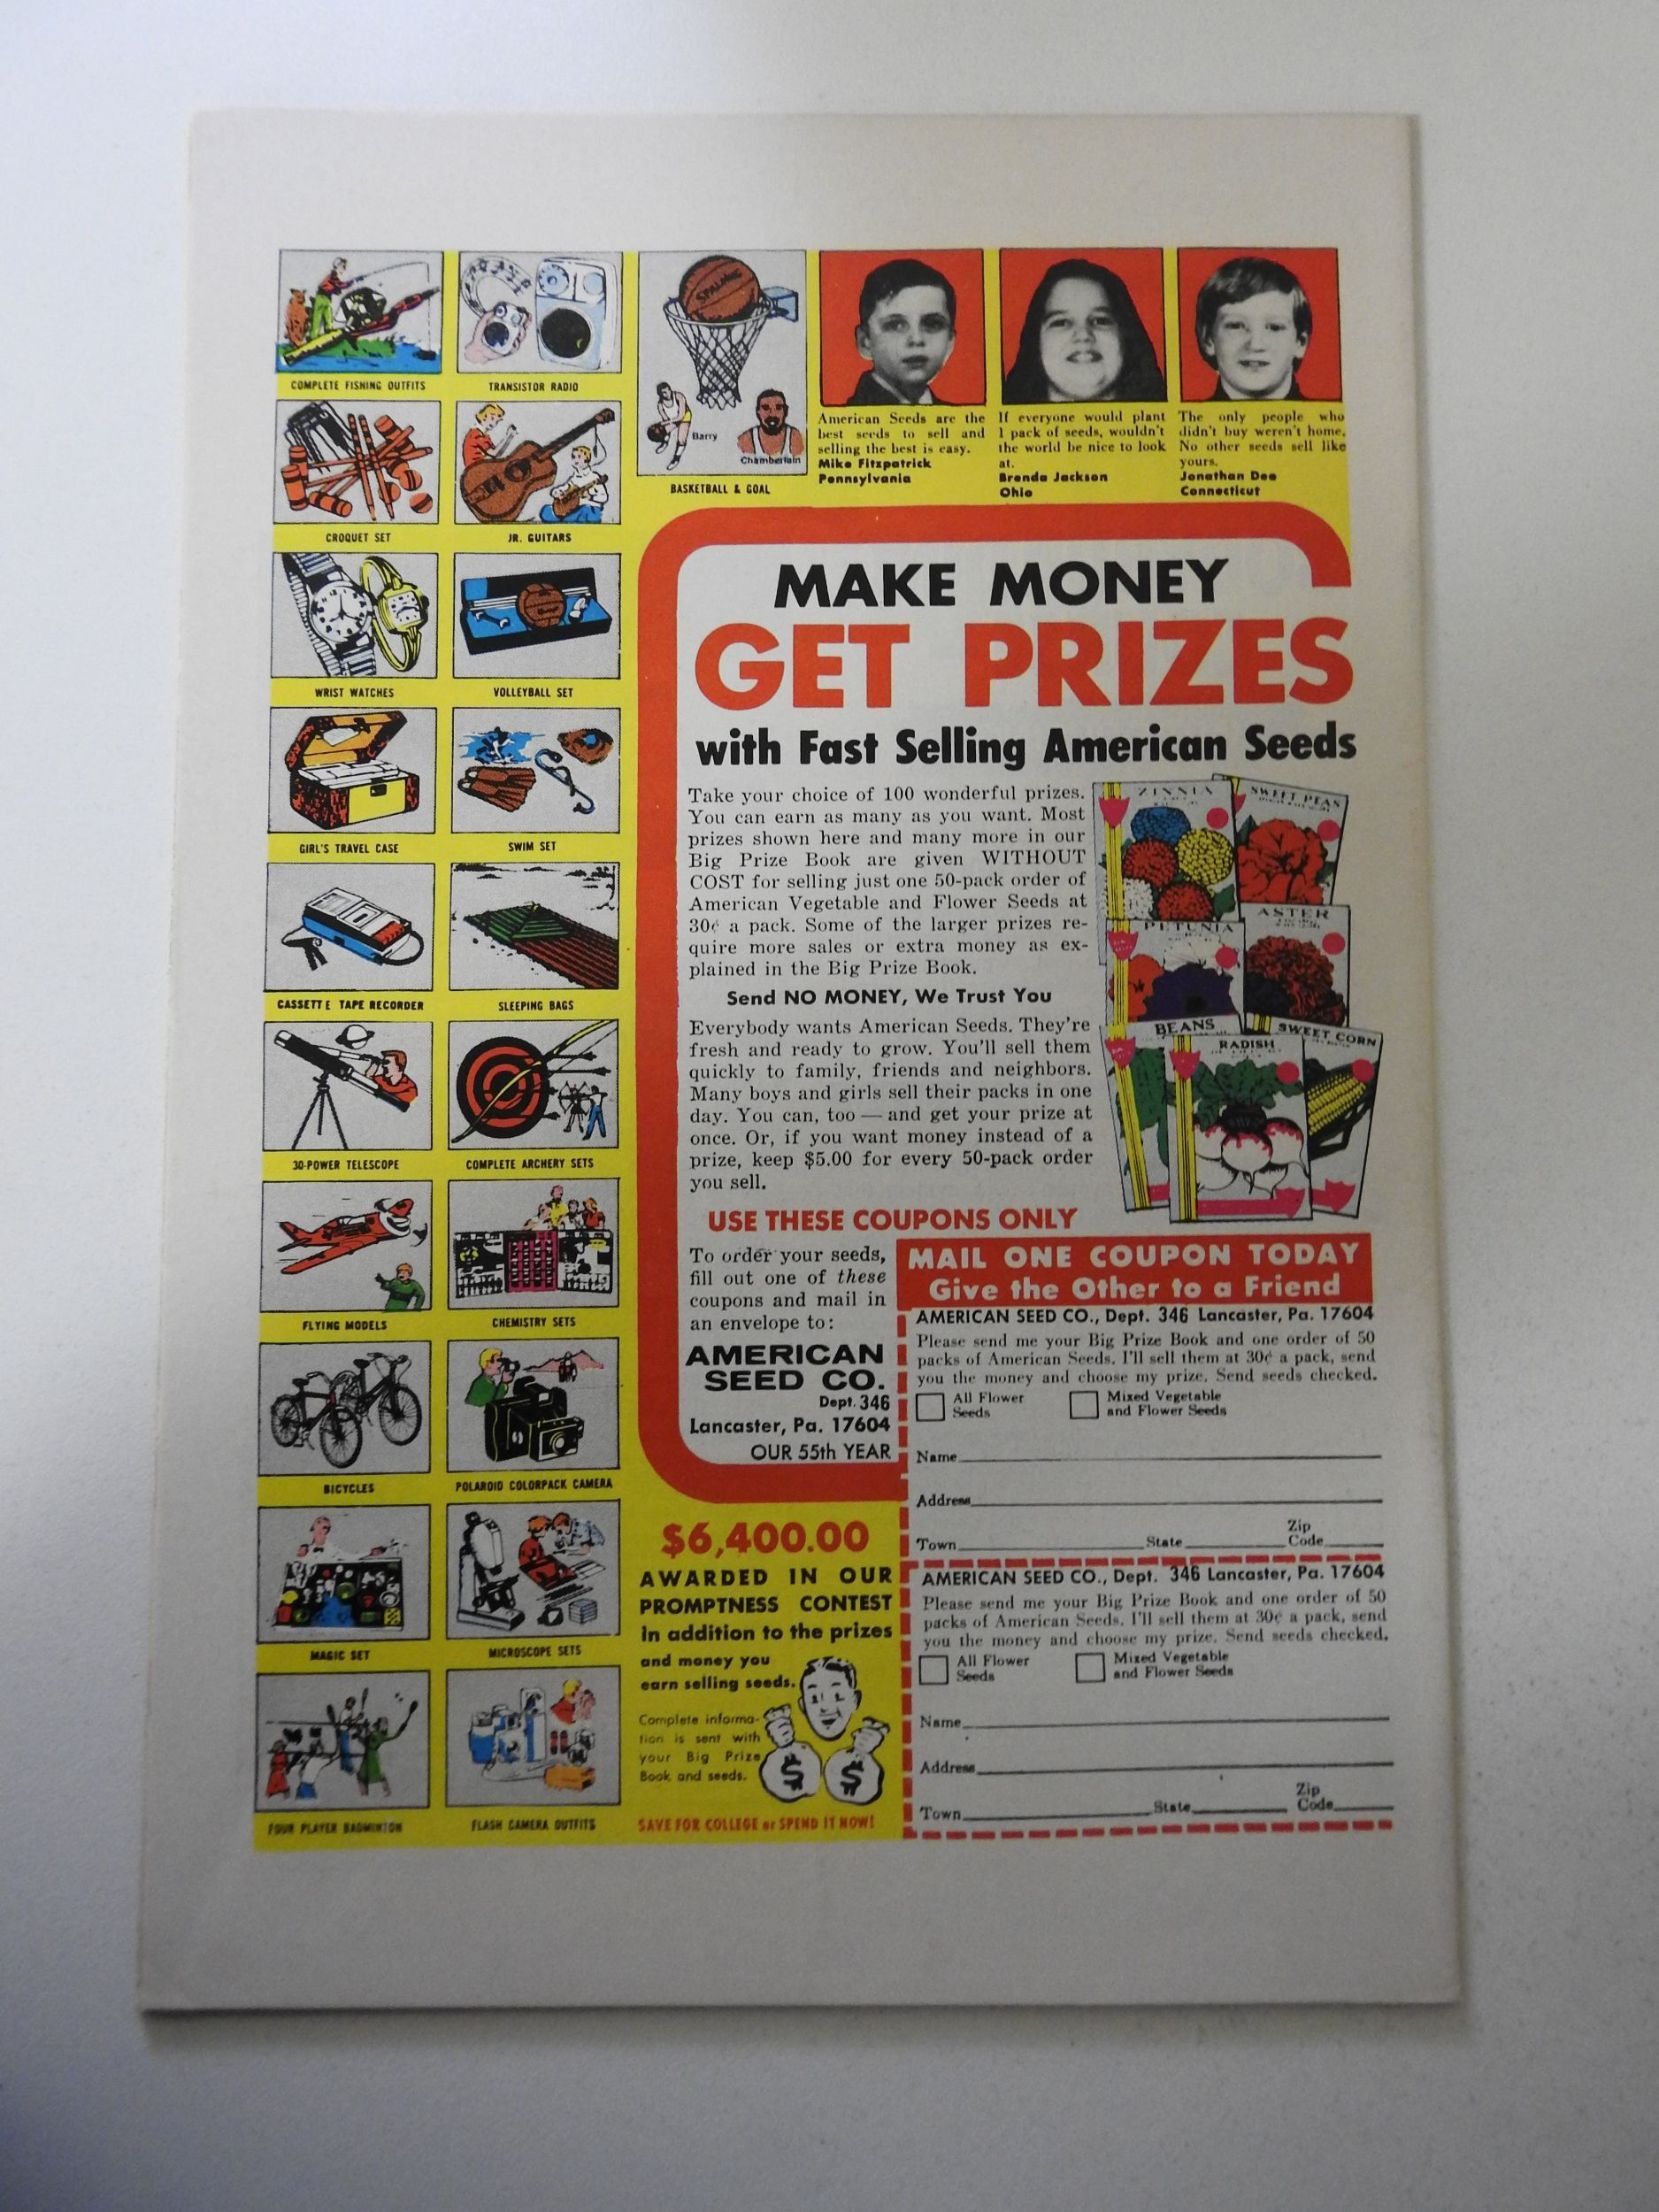 COMPLETE FISHING OUTFITS
TRANSISTOR RADIO
CROQUET SET
JR. GUITARS
WRIST WATCHES
VOLLEYBALL SET
GIRL'S TRAVEL CASE
SWIM SET
CASSETTE TAPE RECORDER
SLEEPING BAGS
30-POWER TELESCOPE
COMPLETE ARCHERY SETS
FLYING MODELS
CHEMISTRY SETS
BICYCLES
POLAROID COLORPACK CAMERA
MAGIC SET
MICROSCOPE SETS
FOUR PLAYER BADMINTON
FLASH CAMERA OUTFITS
SPALDING
Barry
Chamberlain
BASKETBALL & GOAL
American Seeds are the
best seeds to sell and
selling the best is easy.
Mike Fitzpatrick
Pennsylvania
If everyone would plant
1 pack of seeds, wouldn't
the world be nice to look
at.
Brenda Jackson
Ohio
The only people who
didn't buy weren't home.
No other seeds sell like
yours.
Jonathan Dee
Connecticut
MAKE MONEY
GET PRIZES
with Fast Selling American Seeds
Take your choice of 100 wonderful prizes.
You can earn as many as you want. Most
prizes shown here and many more in our
Big Prize Book are given WITHOUT
COST for selling just one 50-pack order of
American Vegetable and Flower Seeds at
30¢ a pack. Some of the larger prizes re-
quire more sales or extra money as ex-
plained in the Big Prize Book.
Send NO MONEY, We Trust You
Everybody wants American Seeds. They're
fresh and ready to grow. You'll sell them
quickly to family, friends and neighbors.
Many boys and girls sell their packs in one
day. You can, too — and get your prize at
once. Or, if you want money instead of a
prize, keep $5.00 for every 50-pack order
you sell.
ZINNIA
SWEET PEAS
PETUNIA
ASTER
BEANS
RADISH
SWEET CORN
USE THESE COUPONS ONLY
To order your seeds,
fill out one of these
coupons and mail in
an envelope to:
AMERICAN
SEED CO.
Dept. 346
Lancaster, Pa. 17604
OUR 55th YEAR
$6,400.00
AWARDED IN OUR
PROMPTNESS CONTEST
in addition to the prizes
and money you
earn selling seeds.
Complete informa-
tion is sent with
your Big Prize
Book and seeds.
$ $
SAVE FOR COLLEGE or SPEND IT NOW!
MAIL ONE COUPON TODAY
Give the Other to a Friend
AMERICAN SEED CO., Dept. 346 Lancaster, Pa. 17604
Please send me your Big Prize Book and one order of 50
packs of American Seeds. I'll sell them at 30¢ a pack, send
you the money and choose my prize. Send seeds checked.
All Flower
Seeds
Mixed Vegetable
and Flower Seeds
Name
Address
Town State Zip
Code
AMERICAN SEED CO., Dept. 346 Lancaster, Pa. 17604
Please send me your Big Prize Book and one order of 50
packs of American Seeds. I'll sell them at 30¢ a pack, send
you the money and choose my prize. Send seeds checked.
All Flower
Seeds
Mixed Vegetable
and Flower Seeds
Name
Address
Town State Zip
Code